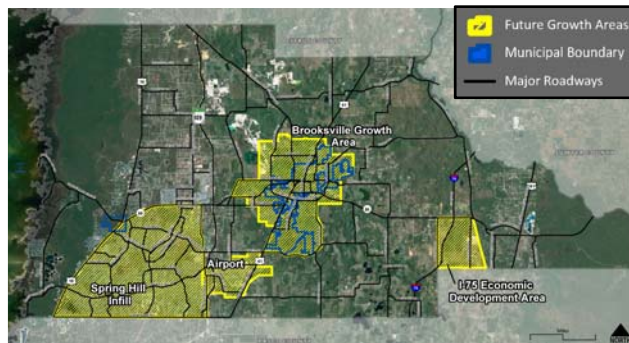 Future Growth Areas
Municipal Boundary
Major Roadways
Brooksville Growth
Area
Airport
Spring Hill
Infill
I-75 Economic
Development Area